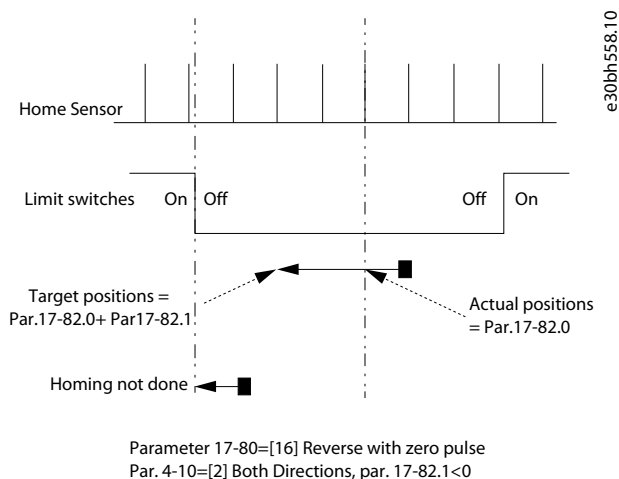 e30bh558.10
Home Sensor
Limit switches
On
Off
Off
On
Target positions =
Par.17-82.0+ Par17-82.1
Actual positions
= Par.17-82.0
Homing not done
Parameter 17-80=[16] Reverse with zero pulse
Par. 4-10=[2] Both Directions, par. 17-82.1<0